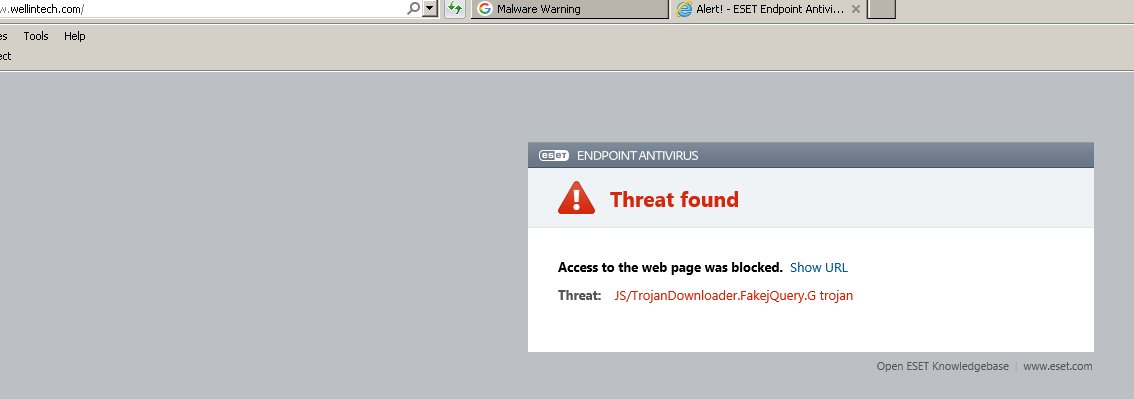 w.wellintech.com/
Malware Warning
Alert! - ESET Endpoint Antivi...
es Tools Help
ect
eset ENDPOINT ANTIVIRUS
Threat found
Access to the web page was blocked. Show URL
Threat: JS/TrojanDownloader.FakejQuery.G trojan
Open ESET Knowledgebase | www.eset.com